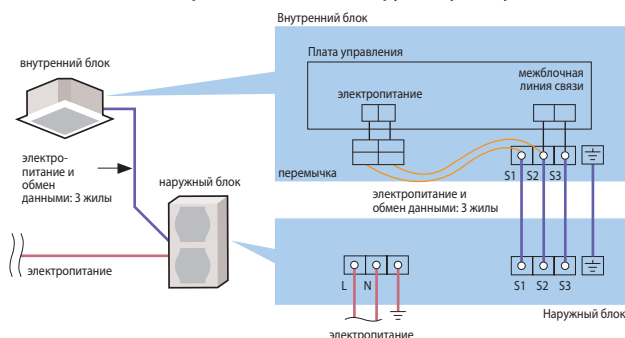 Внутренний блок
Плата управления
внутренний блок
межблочная
линия связи
электропитание
электро-
питание и
обмен
данными: 3 жилы
наружный блок
перемычка
S1 S2 S3
электропитание и
обмен данными: 3 жилы
электропитание
L N
S1 S2 S3
Наружный блок
электропитание